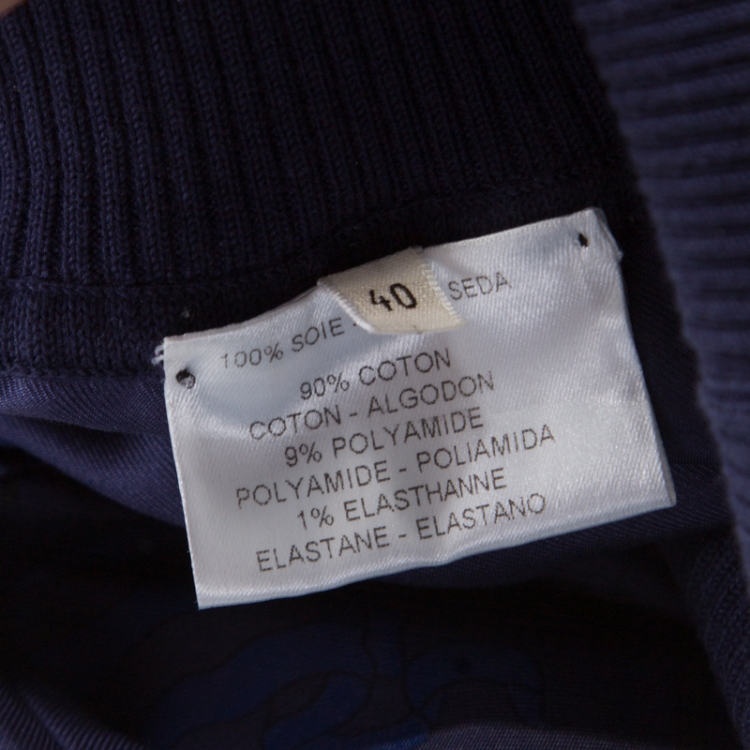 40
100% SOIE - SEDA
90% COTON
COTON - ALGODON
9% POLYAMIDE
POLYAMIDE - POLIAMIDA
1% ELASTHANNE
ELASTANE - ELASTANO